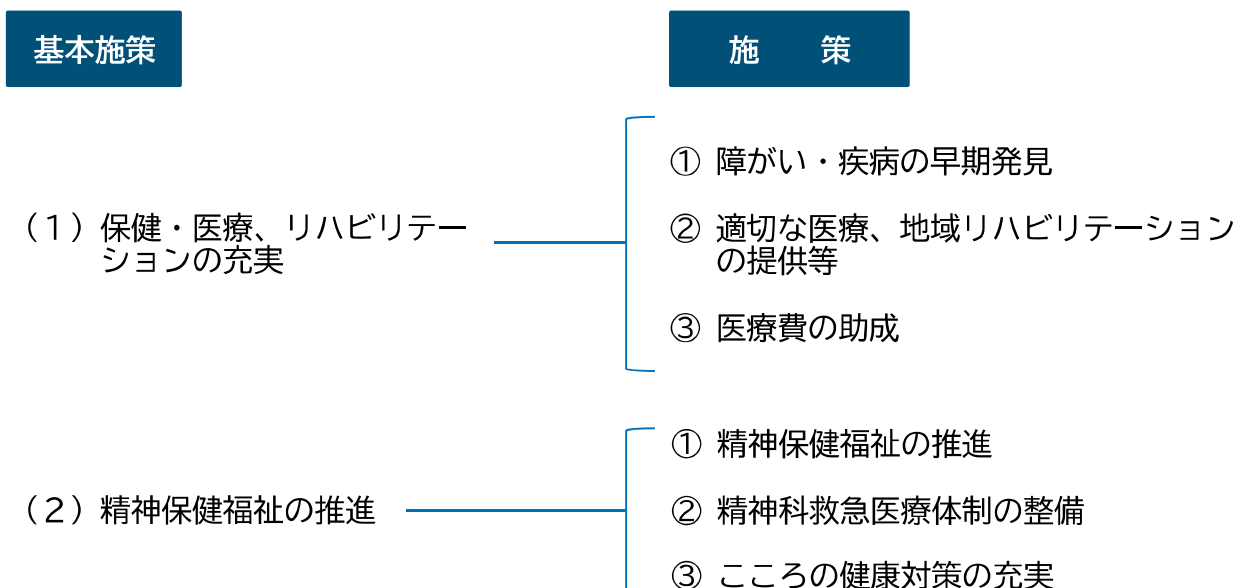 基本施策
施　　策
（１）保健・医療、リハビリテー
ションの充実
① 障がい・疾病の早期発見
② 適切な医療、地域リハビリテーション
の提供等
③ 医療費の助成
（２）精神保健福祉の推進
① 精神保健福祉の推進
② 精神科救急医療体制の整備
③ こころの健康対策の充実